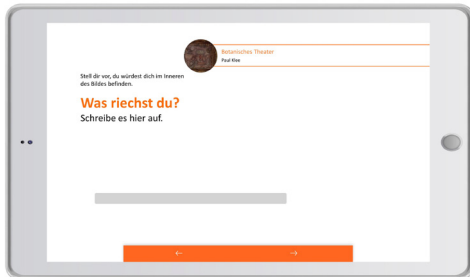 Botanisches Theater
Paul Klee
Stell dir vor, du würdest dich im Inneren
des Bildes befinden.
Was riechst du?
Schreibe es hier auf.